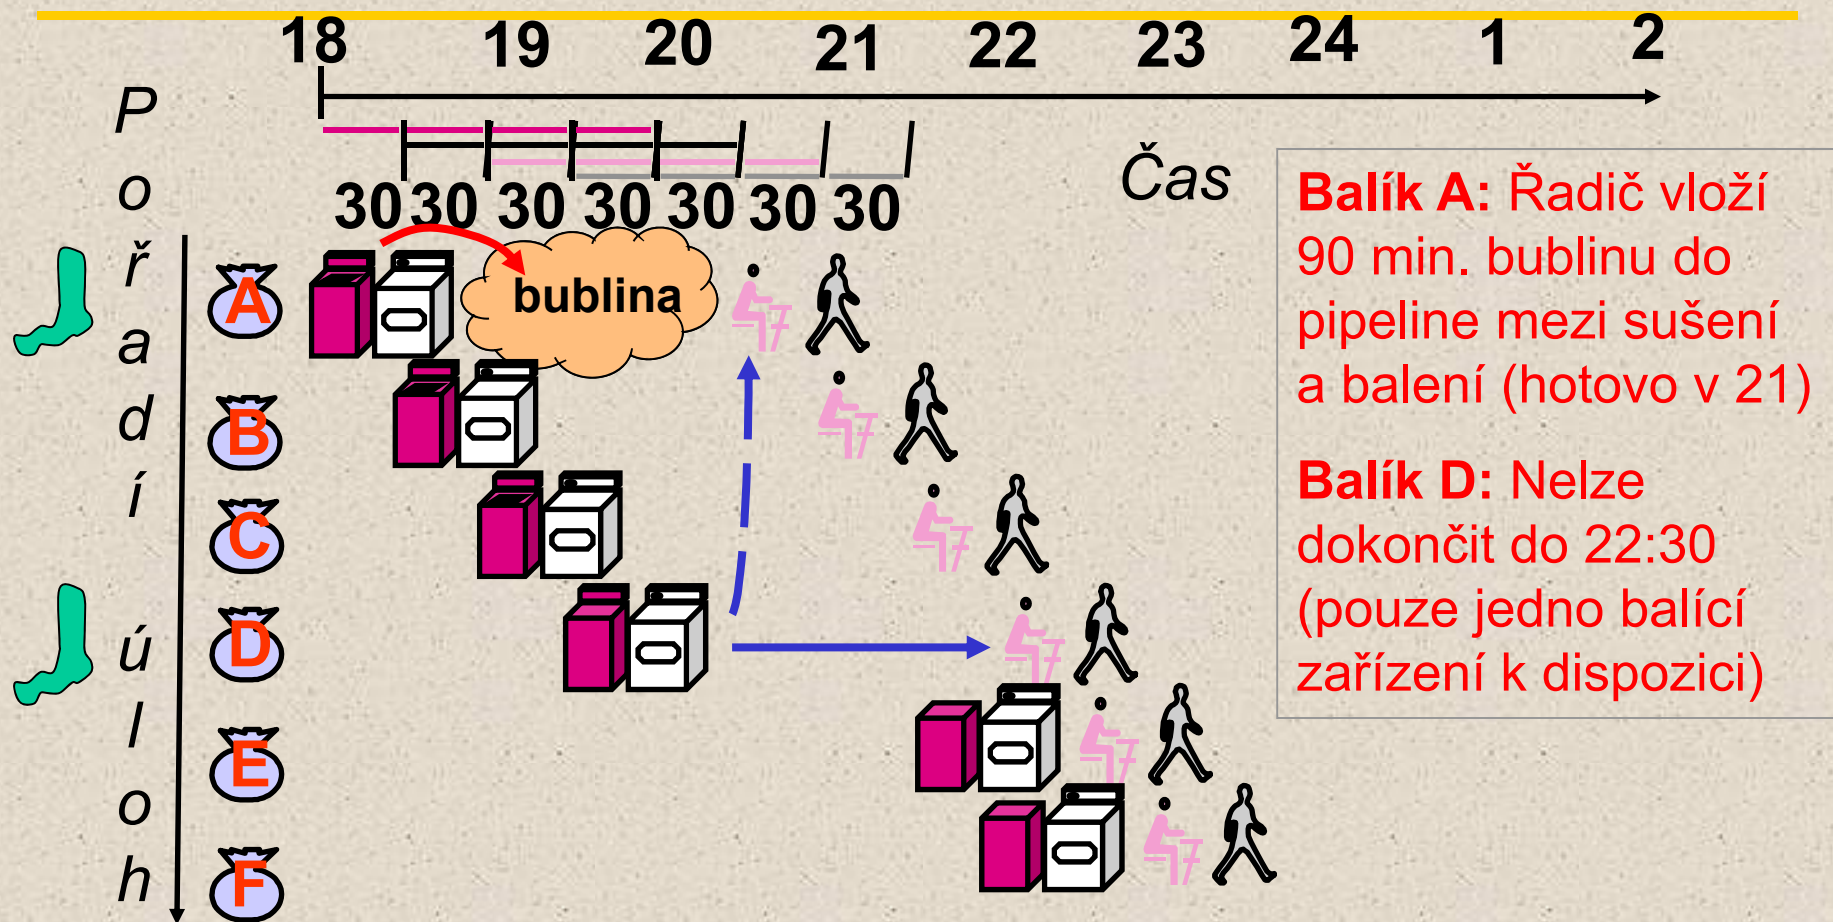 18 19 20 21 22 23 24 1 2
Čas
30 30 30 30 30 30 30
Pořadí úloh
A
bublina
B
C
D
E
F
Balík A: Řadič vloží
90 min. bublinu do
pipeline mezi sušení
a balení (hotovo v 21)
Balík D: Nelze
dokončit do 22:30
(pouze jedno balící
zařízení k dispozici)